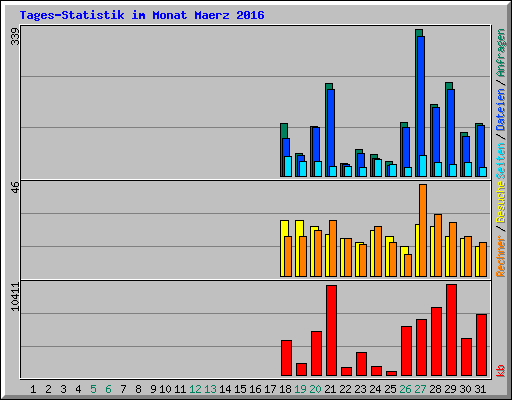 Tages-Statistik im Monat Maerz 2016
339
46
10411
Rechner / Besuche Seiten / Dateien / Anfragen
kb
1 2 3 4 5 6 7 8 9 10 11 12 13 14 15 16 17 18 19 20 21 22 23 24 25 26 27 28 29 30 31